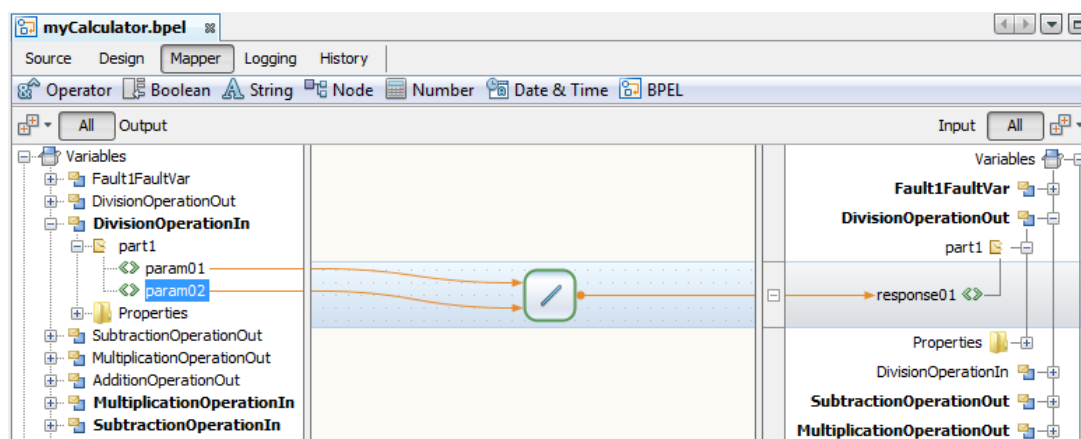 myCalculator.bpel
Source Design Mapper Logging History
Operator Boolean String Node Number Date & Time BPEL
All Output Input All
Variables
Fault1FaultVar
DivisionOperationOut
DivisionOperationIn
part1
param01
param02
Properties
SubtractionOperationOut
MultiplicationOperationOut
AdditionOperationOut
MultiplicationOperationIn
SubtractionOperationIn
Variables
Fault1FaultVar
DivisionOperationOut
part1
response01
Properties
DivisionOperationIn
SubtractionOperationOut
MultiplicationOperationOut